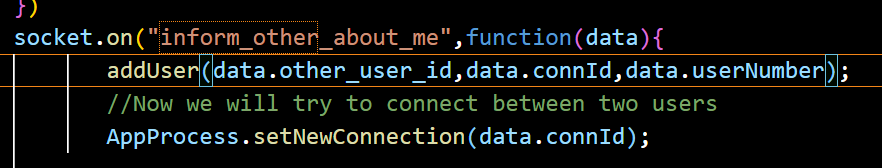 })
socket.on("inform_other_about_me",function(data){
addUser(data.other_user_id,data.connId,data.userNumber);
//Now we will try to connect between two users
AppProcess.setNewConnection(data.connId);